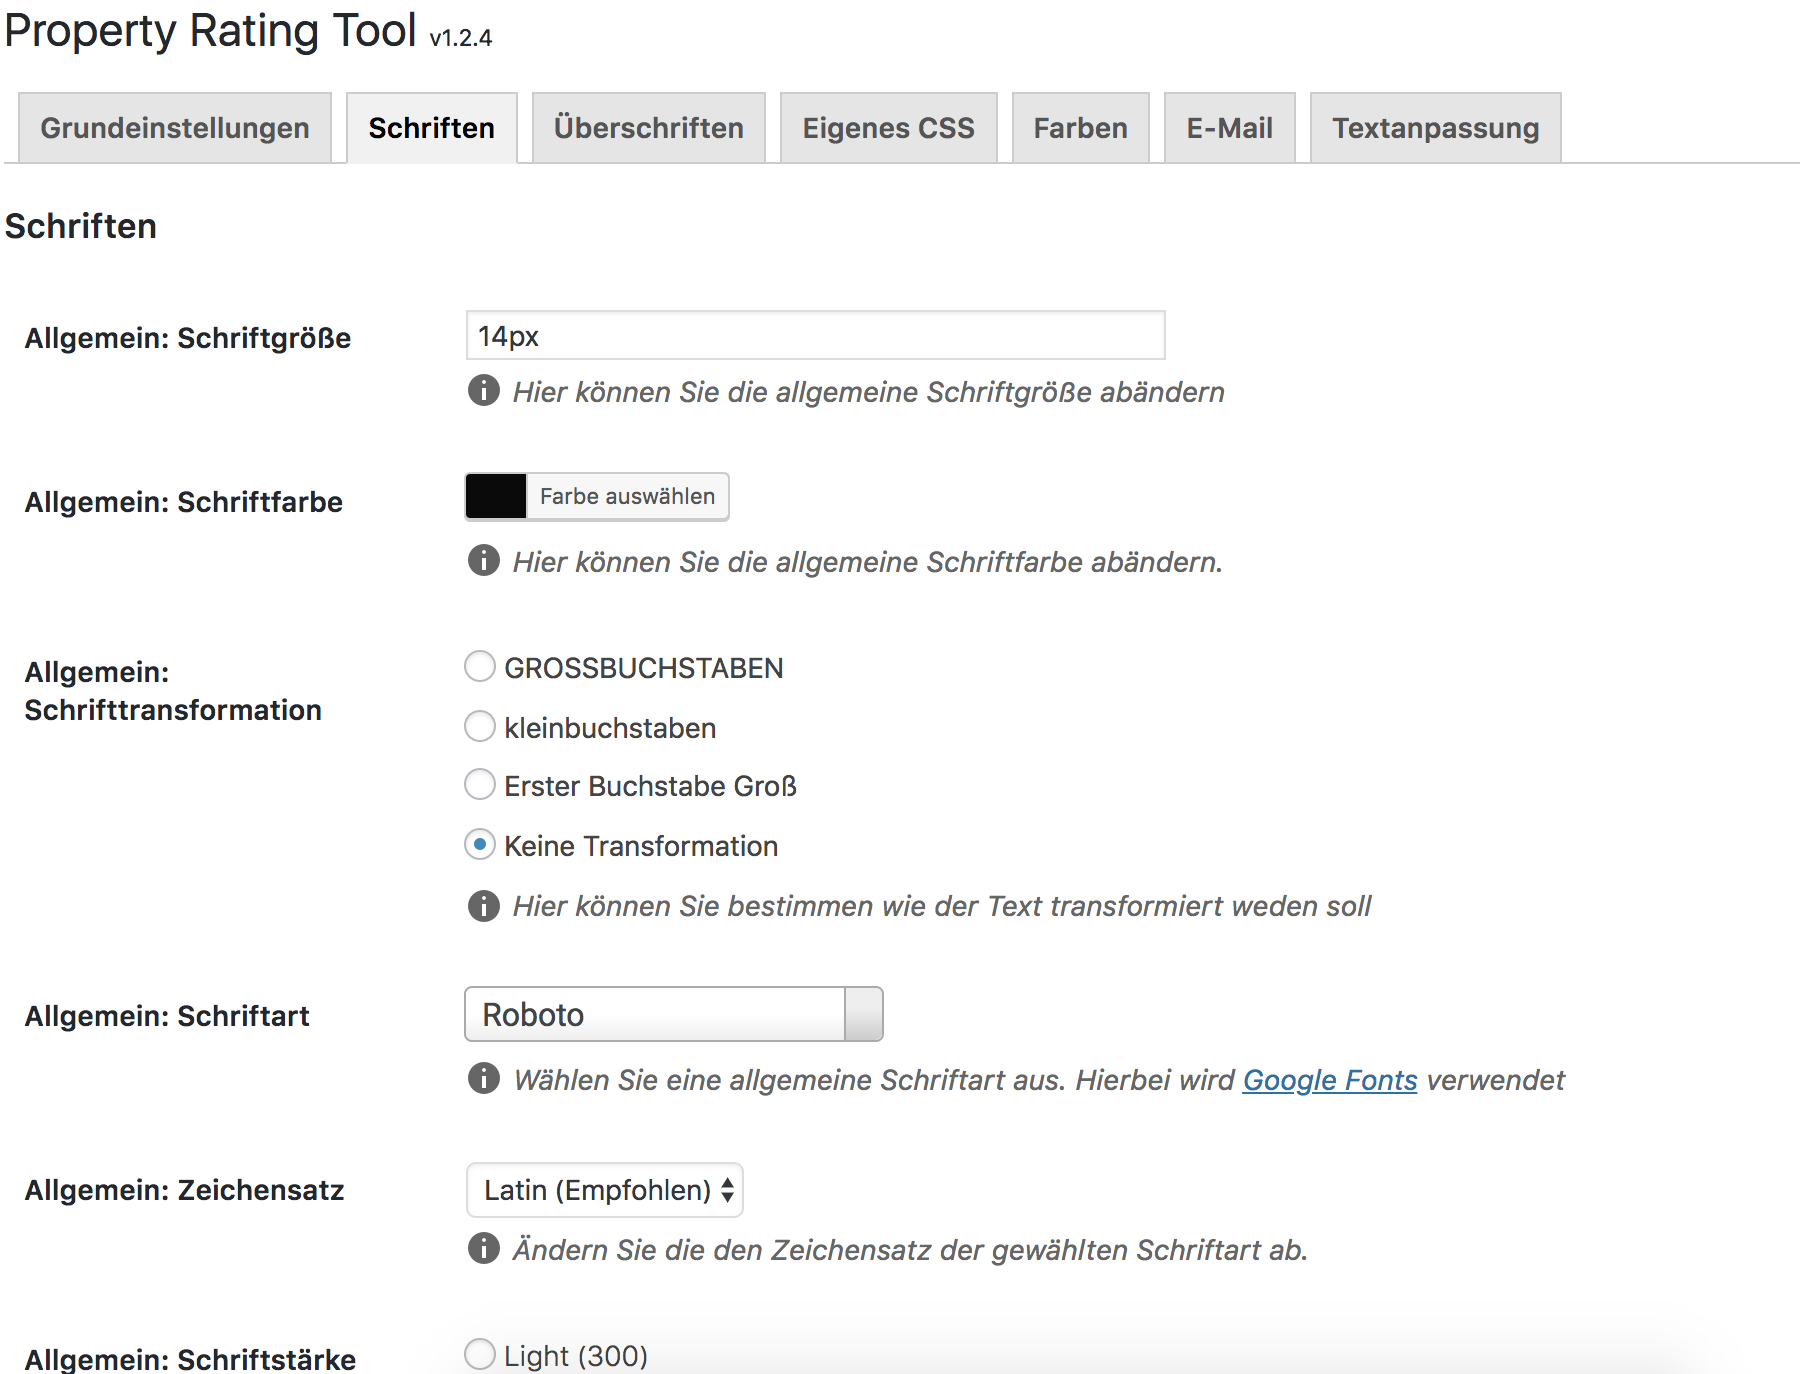 Property Rating Tool v1.2.4
Grundeinstellungen Schriften Überschriften Eigenes CSS Farben E-Mail Textanpassung
Schriften
Allgemein: Schriftgröße 14px
Hier können Sie die allgemeine Schriftgröße abändern
Allgemein: Schriftfarbe Farbe auswählen
Hier können Sie die allgemeine Schriftfarbe abändern.
Allgemein:
Schrifttransformation
GROSSBUCHSTABEN
kleinbuchstaben
Erster Buchstabe Groß
Keine Transformation
Hier können Sie bestimmen wie der Text transformiert weden soll
Allgemein: Schriftart Roboto
Wählen Sie eine allgemeine Schriftart aus. Hierbei wird Google Fonts verwendet
Allgemein: Zeichensatz Latin (Empfohlen)
Ändern Sie die den Zeichensatz der gewählten Schriftart ab.
Allgemein: Schriftstärke Light (300)